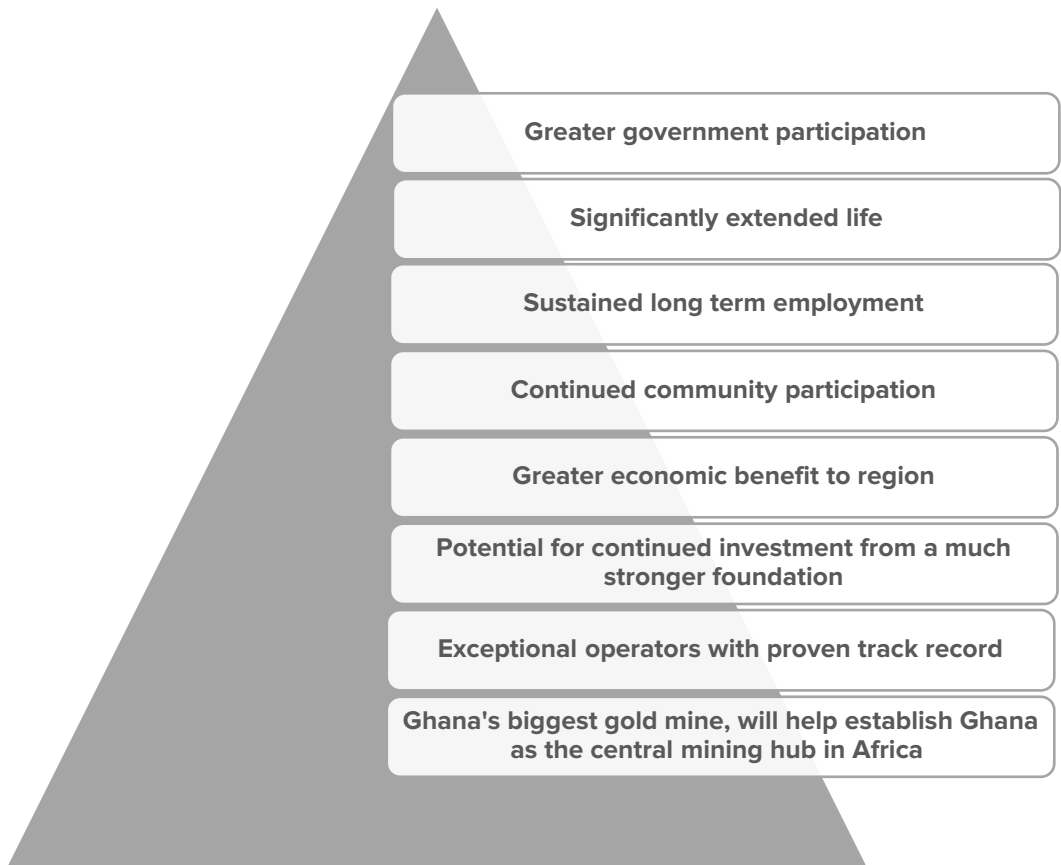 Greater government participation
Significantly extended life
Sustained long term employment
Continued community participation
Greater economic benefit to region
Potential for continued investment from a much
stronger foundation
Exceptional operators with proven track record
Ghana's biggest gold mine, will help establish Ghana
as the central mining hub in Africa